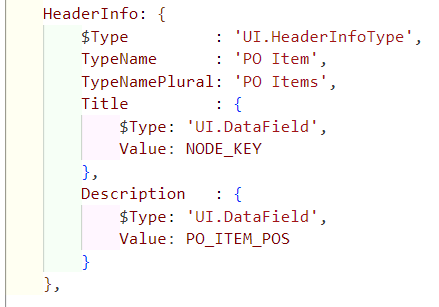 HeaderInfo: {
    $Type         : 'UI.HeaderInfoType',
    TypeName      : 'PO Item',
    TypeNamePlural: 'PO Items',
    Title         : {
        $Type: 'UI.DataField',
        Value: NODE_KEY
    },
    Description   : {
        $Type: 'UI.DataField',
        Value: PO_ITEM_POS
    }
},